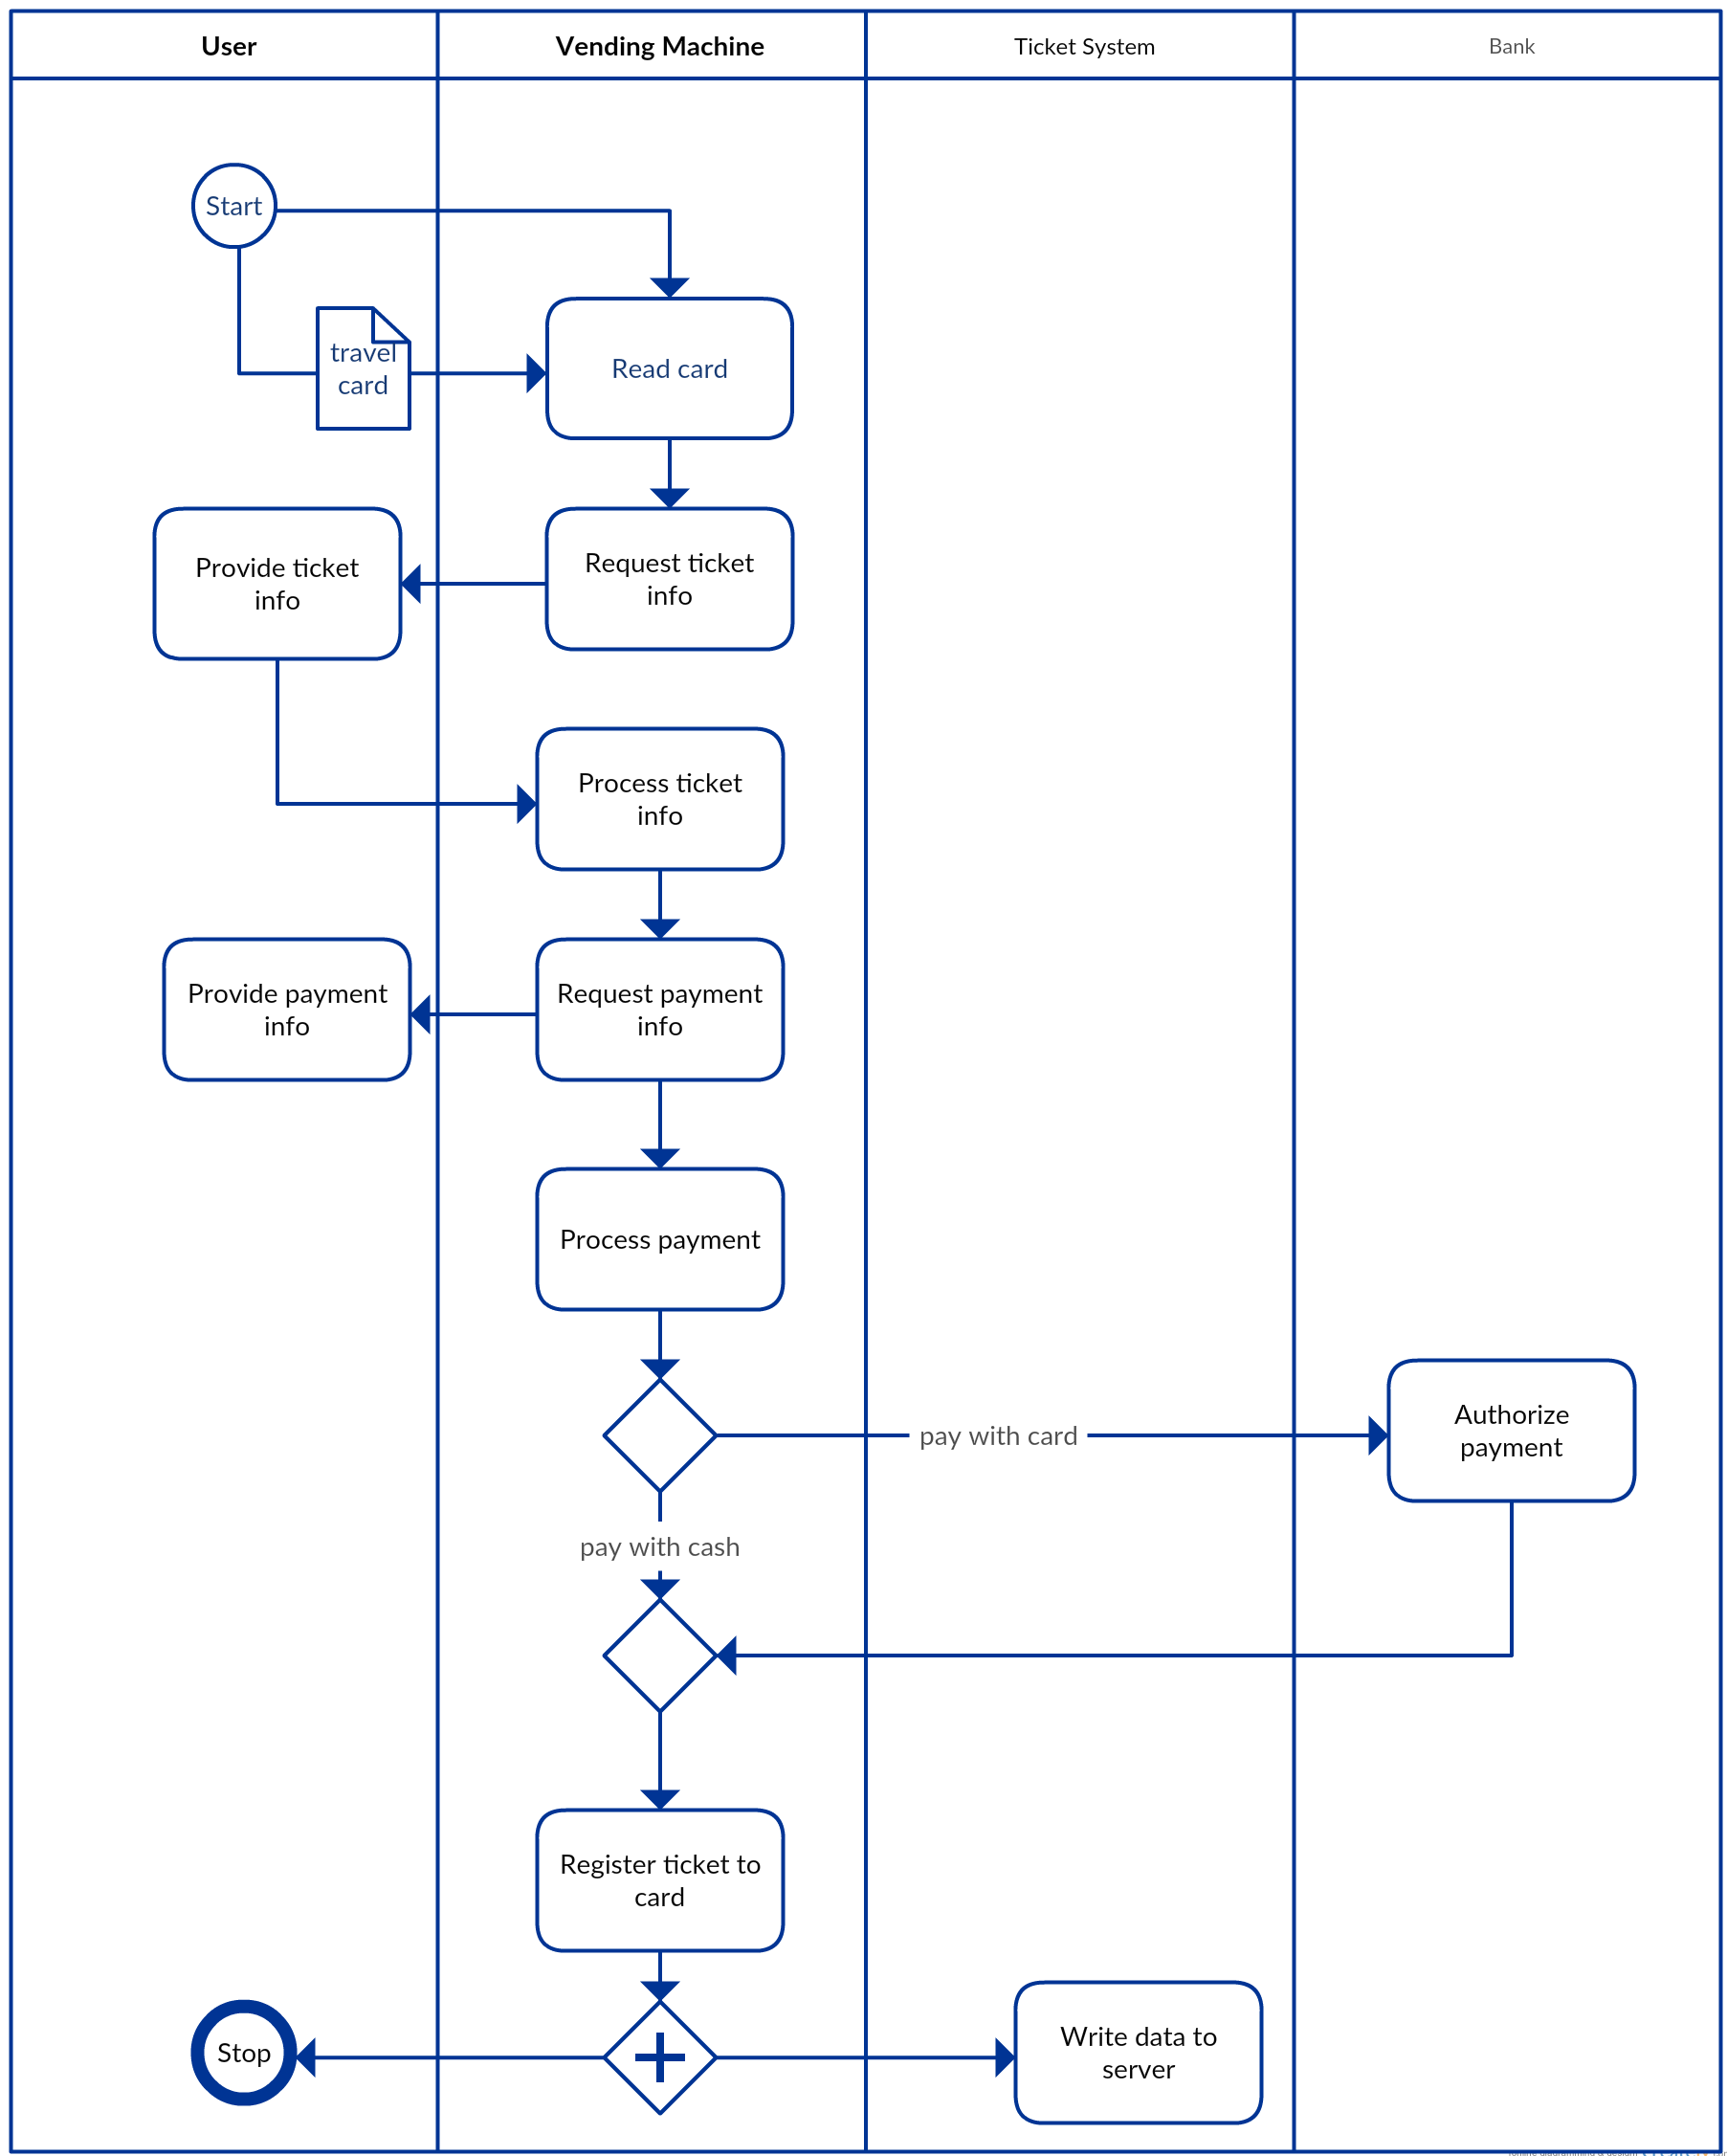 User
Vending Machine
Ticket System
Bank
Start
travel
card
Read card
Provide ticket
info
Request ticket
info
Process ticket
info
Provide payment
info
Request payment
info
Process payment
pay with card
Authorize
payment
pay with cash
Register ticket to
card
Stop
Write data to
server